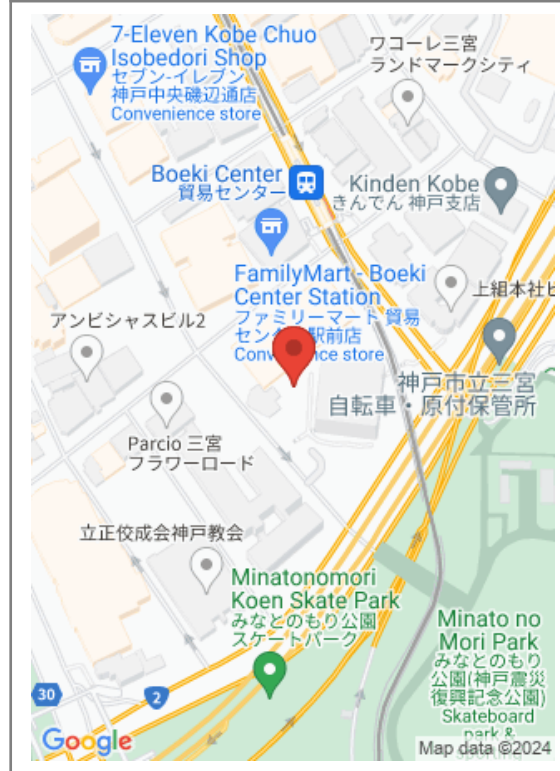 7-Eleven Kobe Chuo
Isobedori Shop
セブン-イレブン
神戸中央磯辺通店
Convenience store
ワコーレ三宮
ランドマークシティ
Boeki Center
貿易センター
Kinden Kobe
きんでん 神戸支店
FamilyMart - Boeki
Center Station
ファミリーマート 貿易
セン 駅前店
Conv ience store
上組本社ビ
アンビシャスビル2
神戸市立三宮
自転車・原付保管所
Parcio 三宮
フラワーロード
立正佼成会神戸教会
Minatonomori
Koen Skate Park
みなとのもり公園
スケートパーク
Minato no
Mori Park
みなとのもり
公園(神戸震災
復興記念公園)
Skateboard
park &
30
2
Google
Map data ©2024